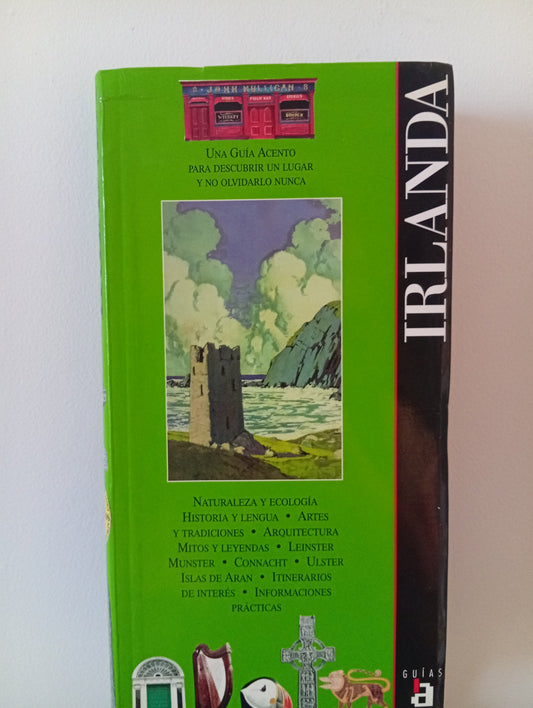 JOHN MULLIGAN
UNA GUÍA ACENTO
PARA DESCUBRIR UN LUGAR
Y NO OLVIDARLO NUNCA
IRLANDA
NATURALEZA Y ECOLOGÍA
HISTORIA Y LENGUA • ARTES
Y TRADICIONES • ARQUITECTURA
MITOS Y LEYENDAS • LEINSTER
MUNSTER • CONNACHT • ULSTER
ISLAS DE ARAN • ITINERARIOS
DE INTERÉS • INFORMACIONES
PRÁCTICAS
GUÍAS
a